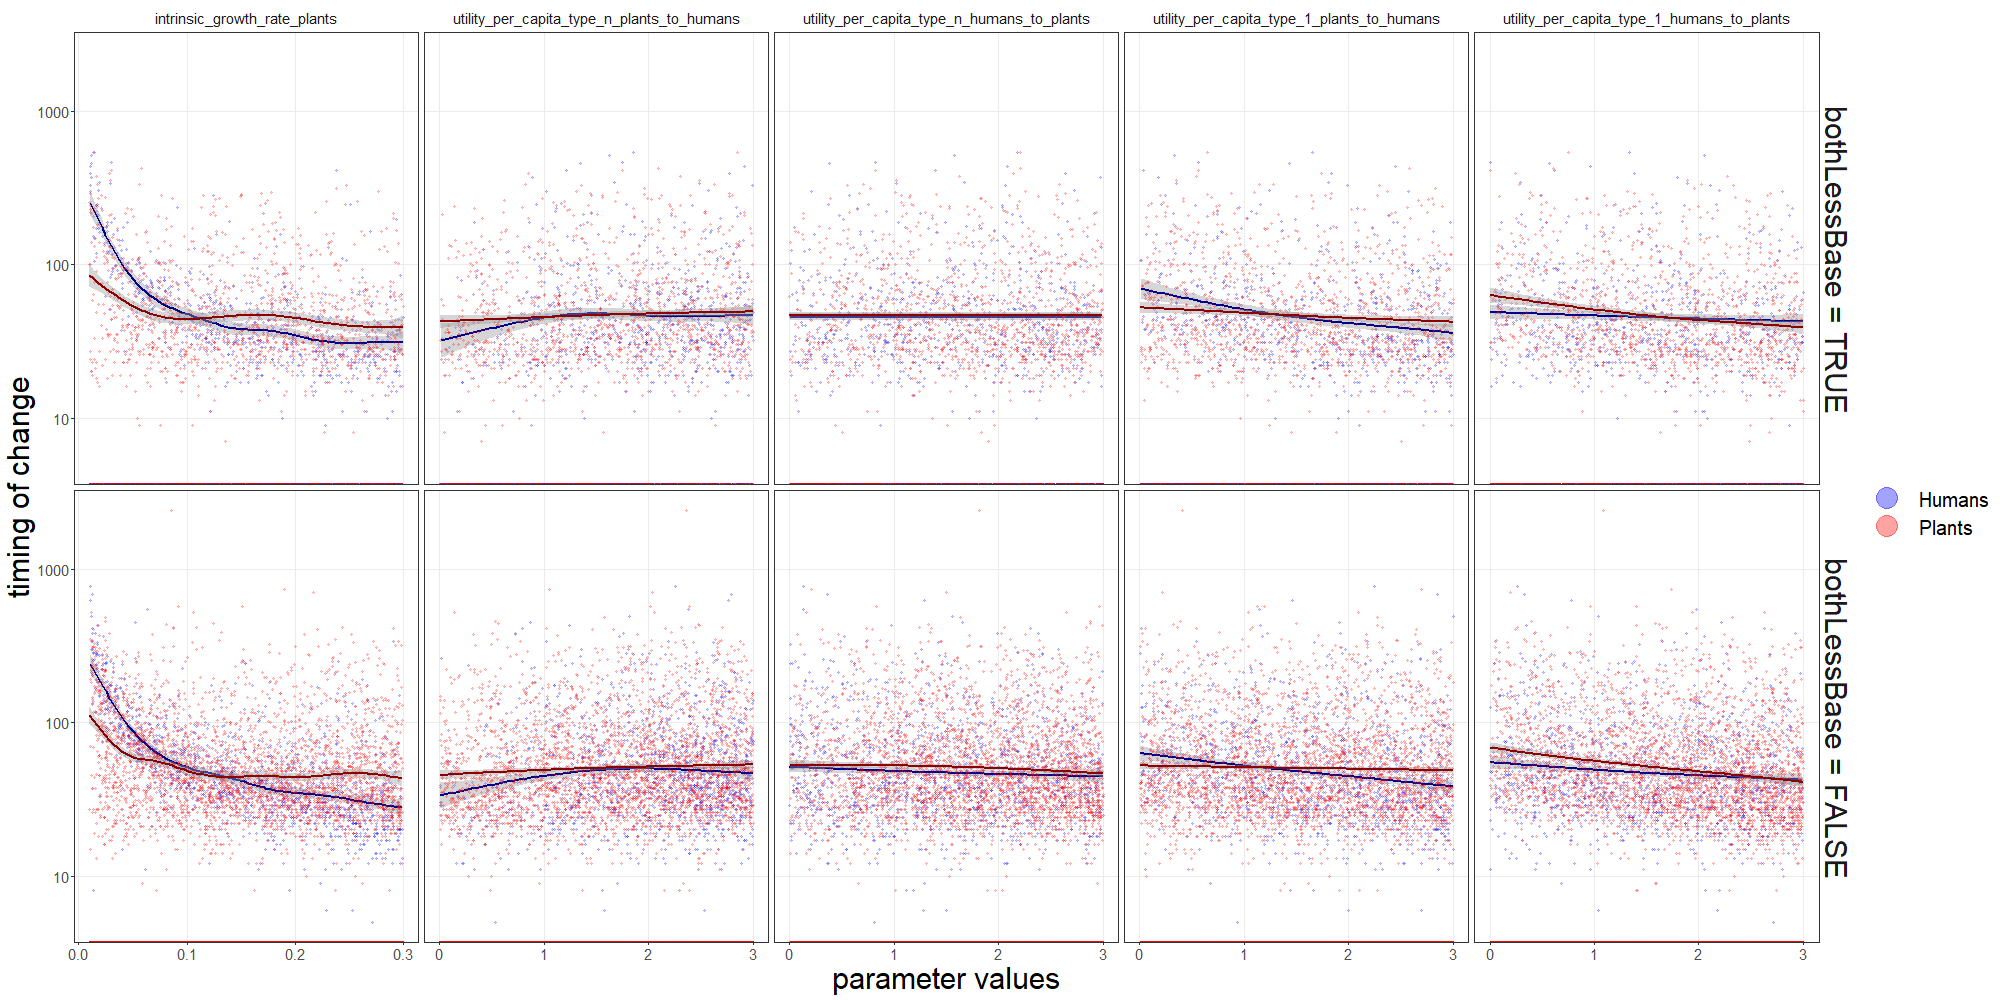 intrinsic_growth_rate_plants
utility_per_capita_type_n_plants_to_humans
utility_per_capita_type_n_humans_to_plants
utility_per_capita_type_1_plants_to_humans
utility_per_capita_type_1_humans_to_plants
timing of change
1000
100
10
bothLessBase = TRUE
1000
100
10
bothLessBase = FALSE
0.0 0.1 0.2 0.3
0 1 2 3
0 1 2 3
0 1 2 3
0 1 2 3
parameter values
Humans
Plants